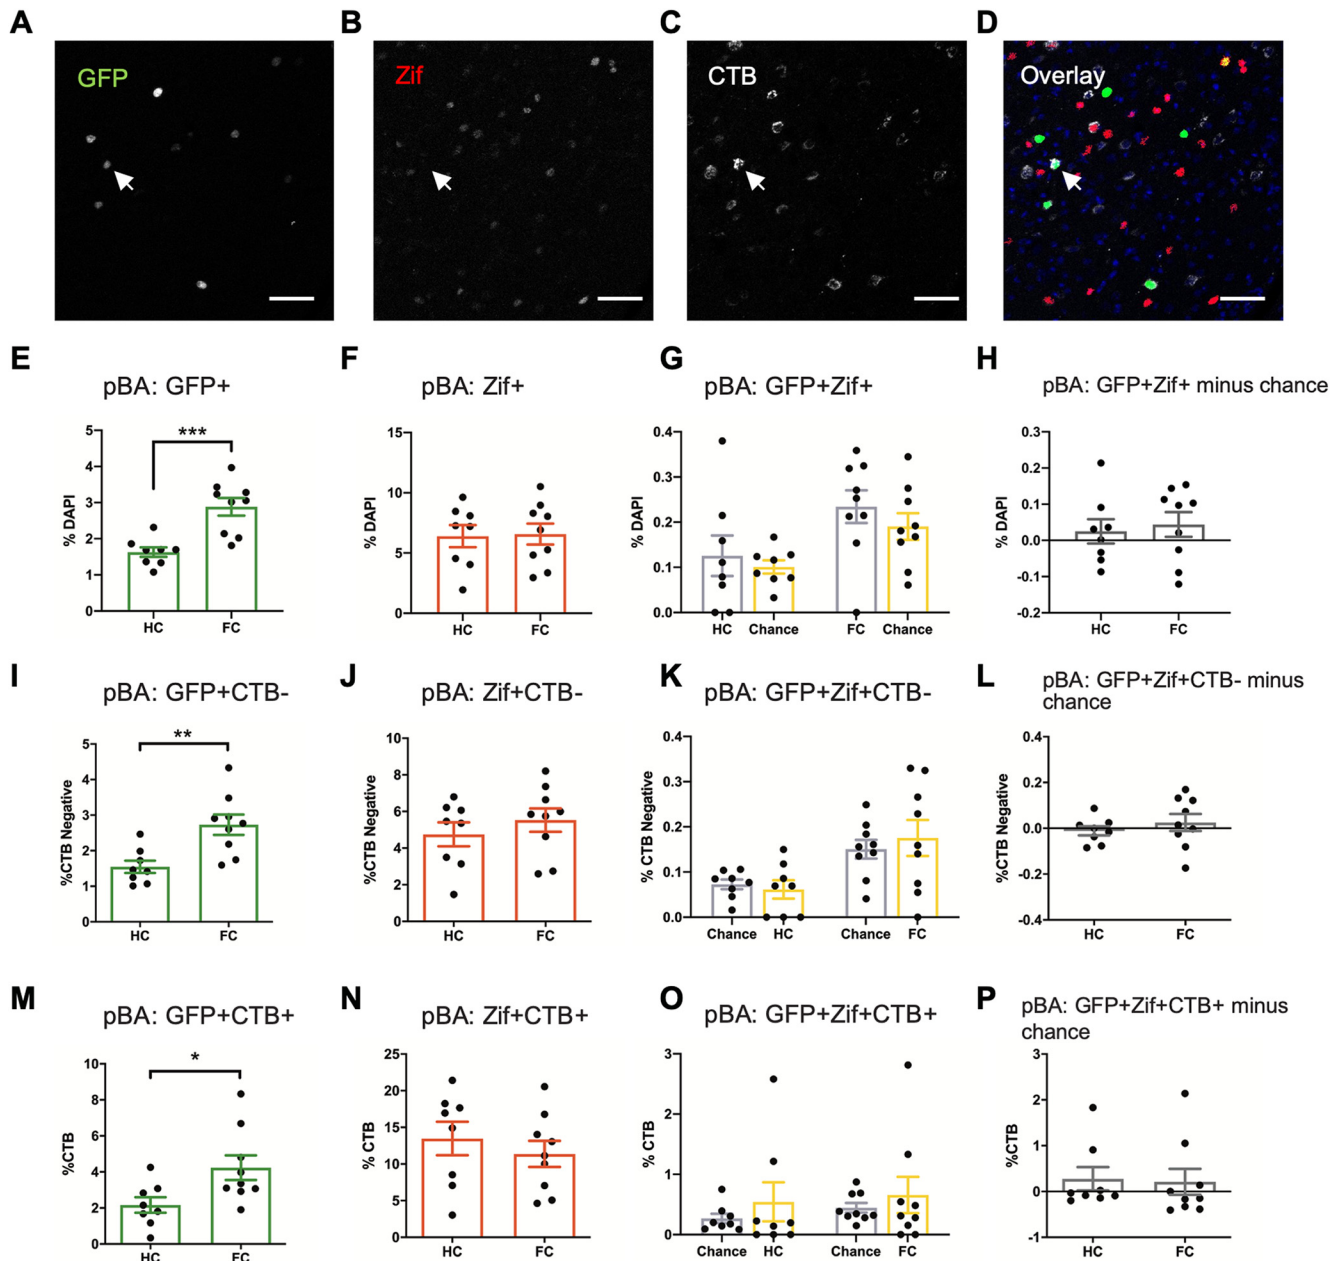 A
B
C
D
GFP
Zif
CTB
Overlay
E
F
G
H
pBA: GFP+
pBA: Zif+
pBA: GFP+Zif+
pBA: GFP+Zif+ minus chance
% DAPI
5
4
3
2
1
0
***
HC
FC
% DAPI
15
10
5
0
HC
FC
% DAPI
0.4
0.3
0.2
0.1
0.0
HC
Chance
FC
Chance
% DAPI
0.3
0.2
0.1
0.0
-0.1
-0.2
HC
FC
I
J
K
L
pBA: GFP+CTB-
pBA: Zif+CTB-
pBA: GFP+Zif+CTB-
pBA: GFP+Zif+CTB- minus
chance
%CTB Negative
5
4
3
2
1
0
**
HC
FC
%CTB Negative
10
8
6
4
2
0
HC
FC
% CTB Negative
0.4
0.3
0.2
0.1
0.0
Chance
HC
Chance
FC
%CTB Negative
0.4
0.2
0.0
-0.2
-0.4
HC
FC
M
N
O
P
pBA: GFP+CTB+
pBA: Zif+CTB+
pBA: GFP+Zif+CTB+
pBA: GFP+Zif+CTB+ minus
chance
%CTB
10
8
6
4
2
0
*
HC
FC
% CTB
25
20
15
10
5
0
HC
FC
% CTB
3
2
1
0
Chance
HC
Chance
FC
%CTB
3
2
1
0
-1
HC
FC